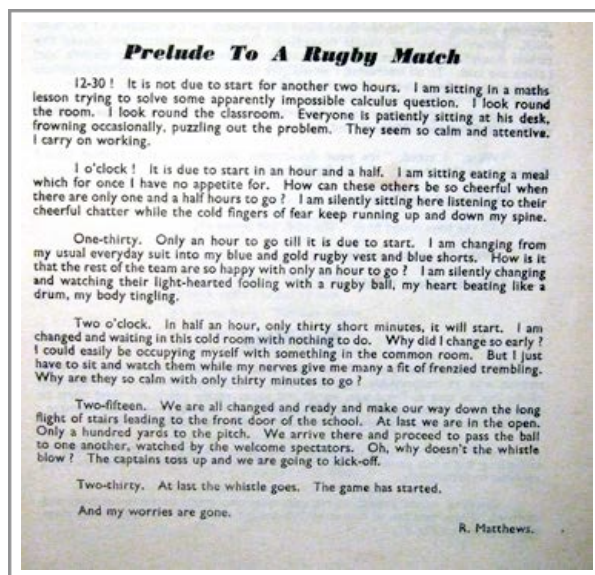 Prelude To A Rugby Match
12-30 ! It is not due to start for another two hours. I am sitting in a maths
lesson trying to solve some apparently impossible calculus question. I look round
the room. I look round the classroom. Everyone is patiently sitting at his desk,
frowning occasionally, puzzling out the problem. They seem so calm and attentive.
I carry on working.
I o'clock ! It is due to start in an hour and a half. I am sitting eating a meal
which for once I have no appetite for. How can these others be so cheerful when
there are only one and a half hours to go ? I am silently sitting here listening to their
cheerful chatter while the cold fingers of fear keep running up and down my spine.
One-thirty. Only an hour to go till it is due to start. I am changing from
my usual everyday suit into my blue and gold rugby vest and blue shorts. How is it
that the rest of the team are so happy with only an hour to go ? I am silently changing
and watching their light-hearted fooling with a rugby ball, my heart beating like a
drum, my body tingling.
Two o'clock. In half an hour, only thirty short minutes, it will start. I am
changed and waiting in this cold room with nothing to do. Why did I change so early ?
I could easily be occupying myself with something in the common room. But I just
have to sit and watch them while my nerves give me many a fit of frenzied trembling.
Why are they so calm with only thirty minutes to go ?
Two-fifteen. We are all changed and ready and make our way down the long
flight of stairs leading to the front door of the school. At last we are in the open.
Only a hundred yards to the pitch. We arrive there and proceed to pass the ball
to one another, watched by the welcome spectators. Oh, why doesn't the whistle
blow ? The captains toss up and we are going to kick-off.
Two-thirty. At last the whistle goes. The game has started.
And my worries are gone.
R. Matthews.